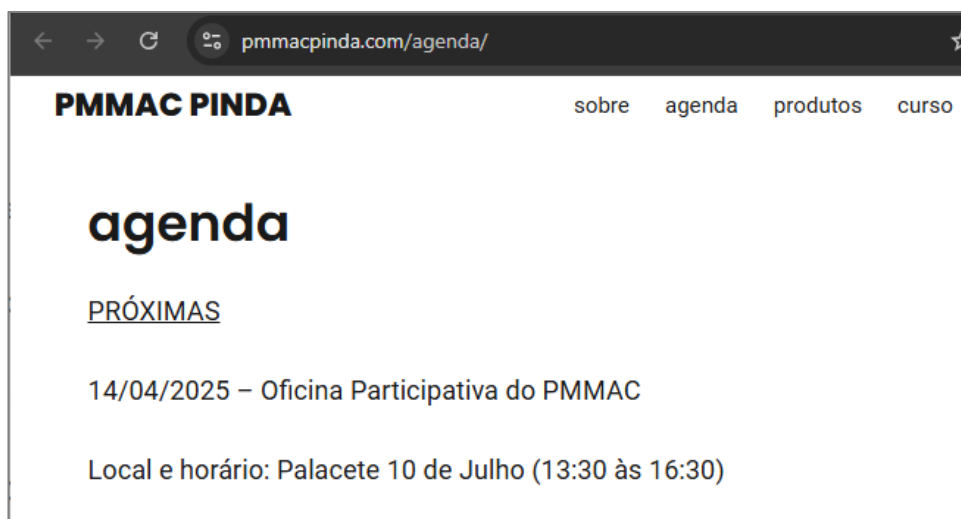 pmmacpinda.com/agenda/
PMMAC PINDA sobre agenda produtos curso
agenda
PRÓXIMAS
14/04/2025 – Oficina Participativa do PMMAC
Local e horário: Palacete 10 de Julho (13:30 às 16:30)